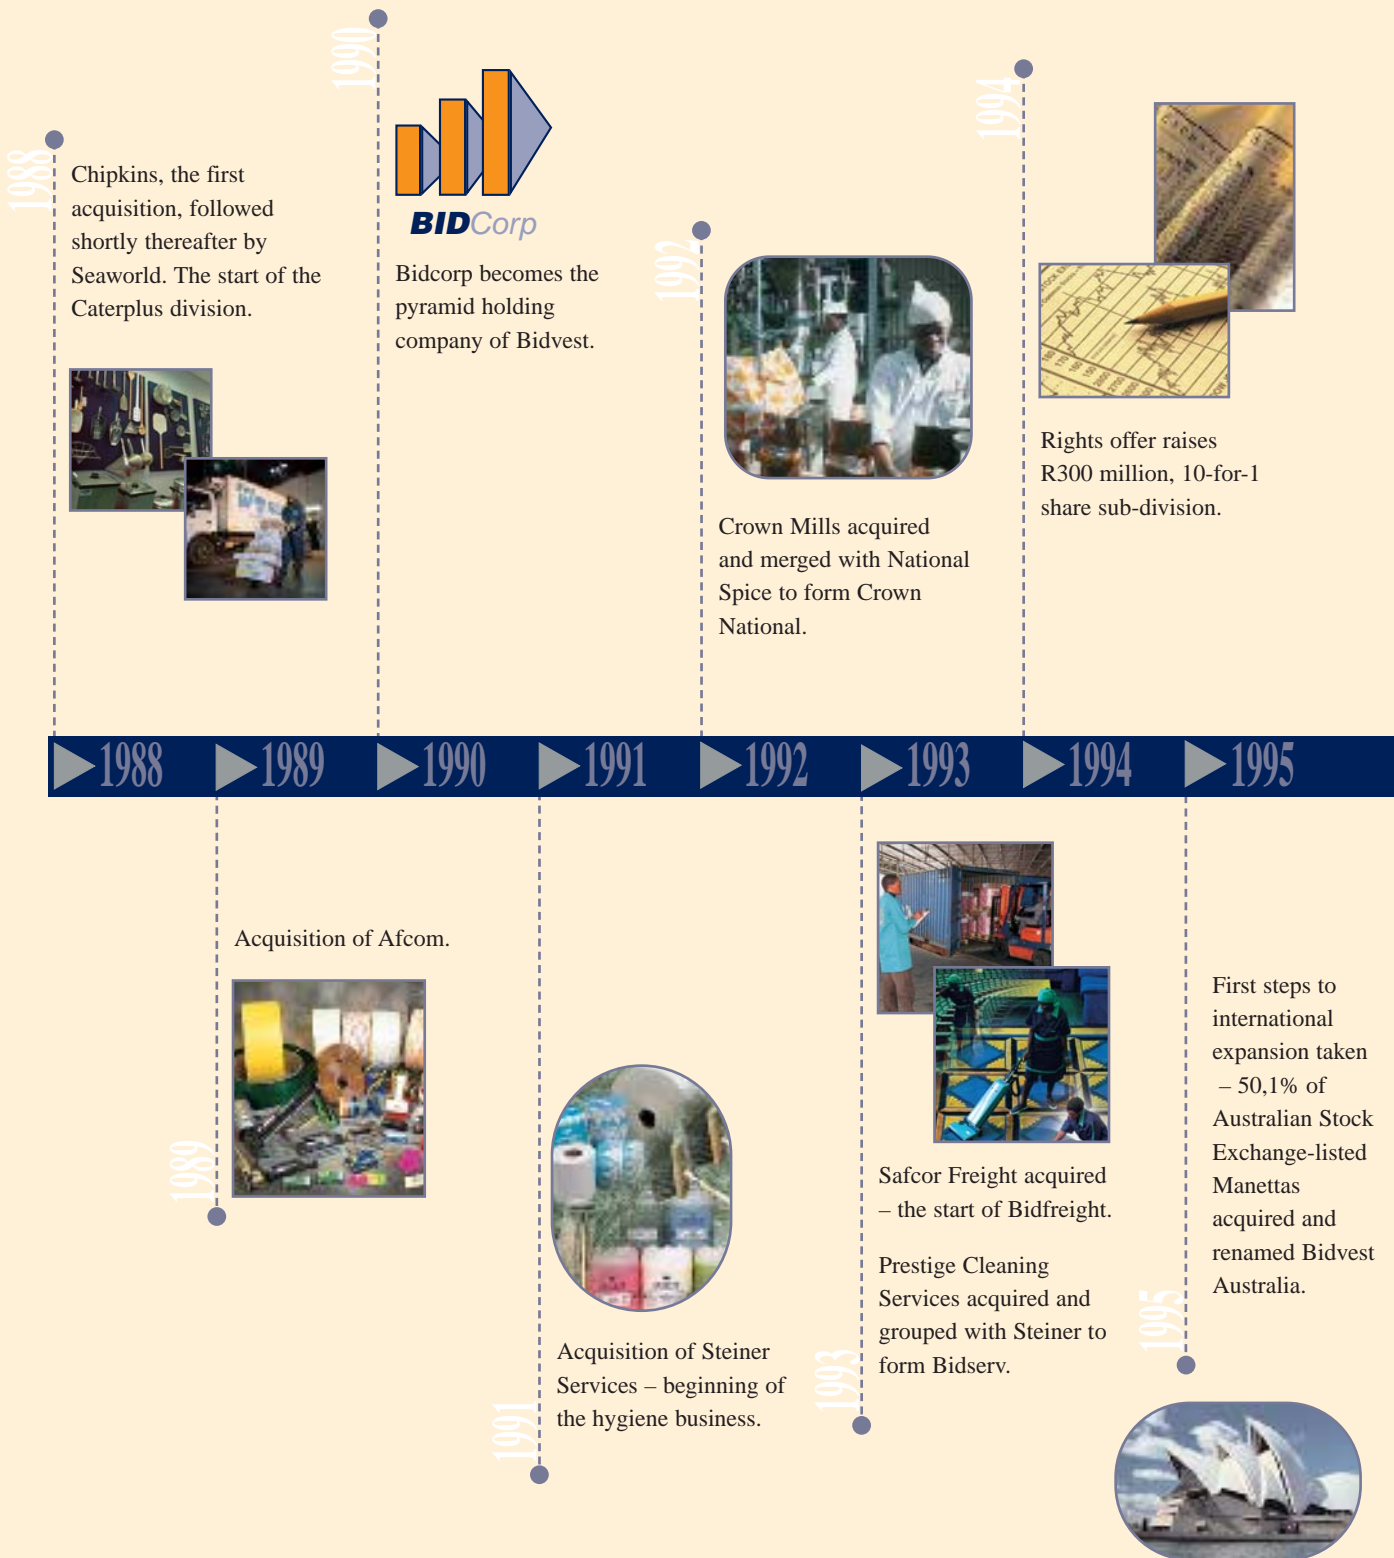 1990
1994
1988
Chipkins, the first
acquisition, followed
shortly thereafter by
Seaworld. The start of the
Caterplus division.
BIDCorp
Bidcorp becomes the
pyramid holding
company of Bidvest.
1992
Crown Mills acquired
and merged with National
Spice to form Crown
National.
Rights offer raises
R300 million, 10-for-1
share sub-division.
1988 1989 1990 1991 1992 1993 1994 1995
Acquisition of Afcom.
1989
Acquisition of Steiner
Services – beginning of
the hygiene business.
1991
Safcor Freight acquired
– the start of Bidfreight.
Prestige Cleaning
Services acquired and
grouped with Steiner to
form Bidserv.
1993
First steps to
international
expansion taken
– 50,1% of
Australian Stock
Exchange-listed
Manettas
acquired and
renamed Bidvest
Australia.
1995